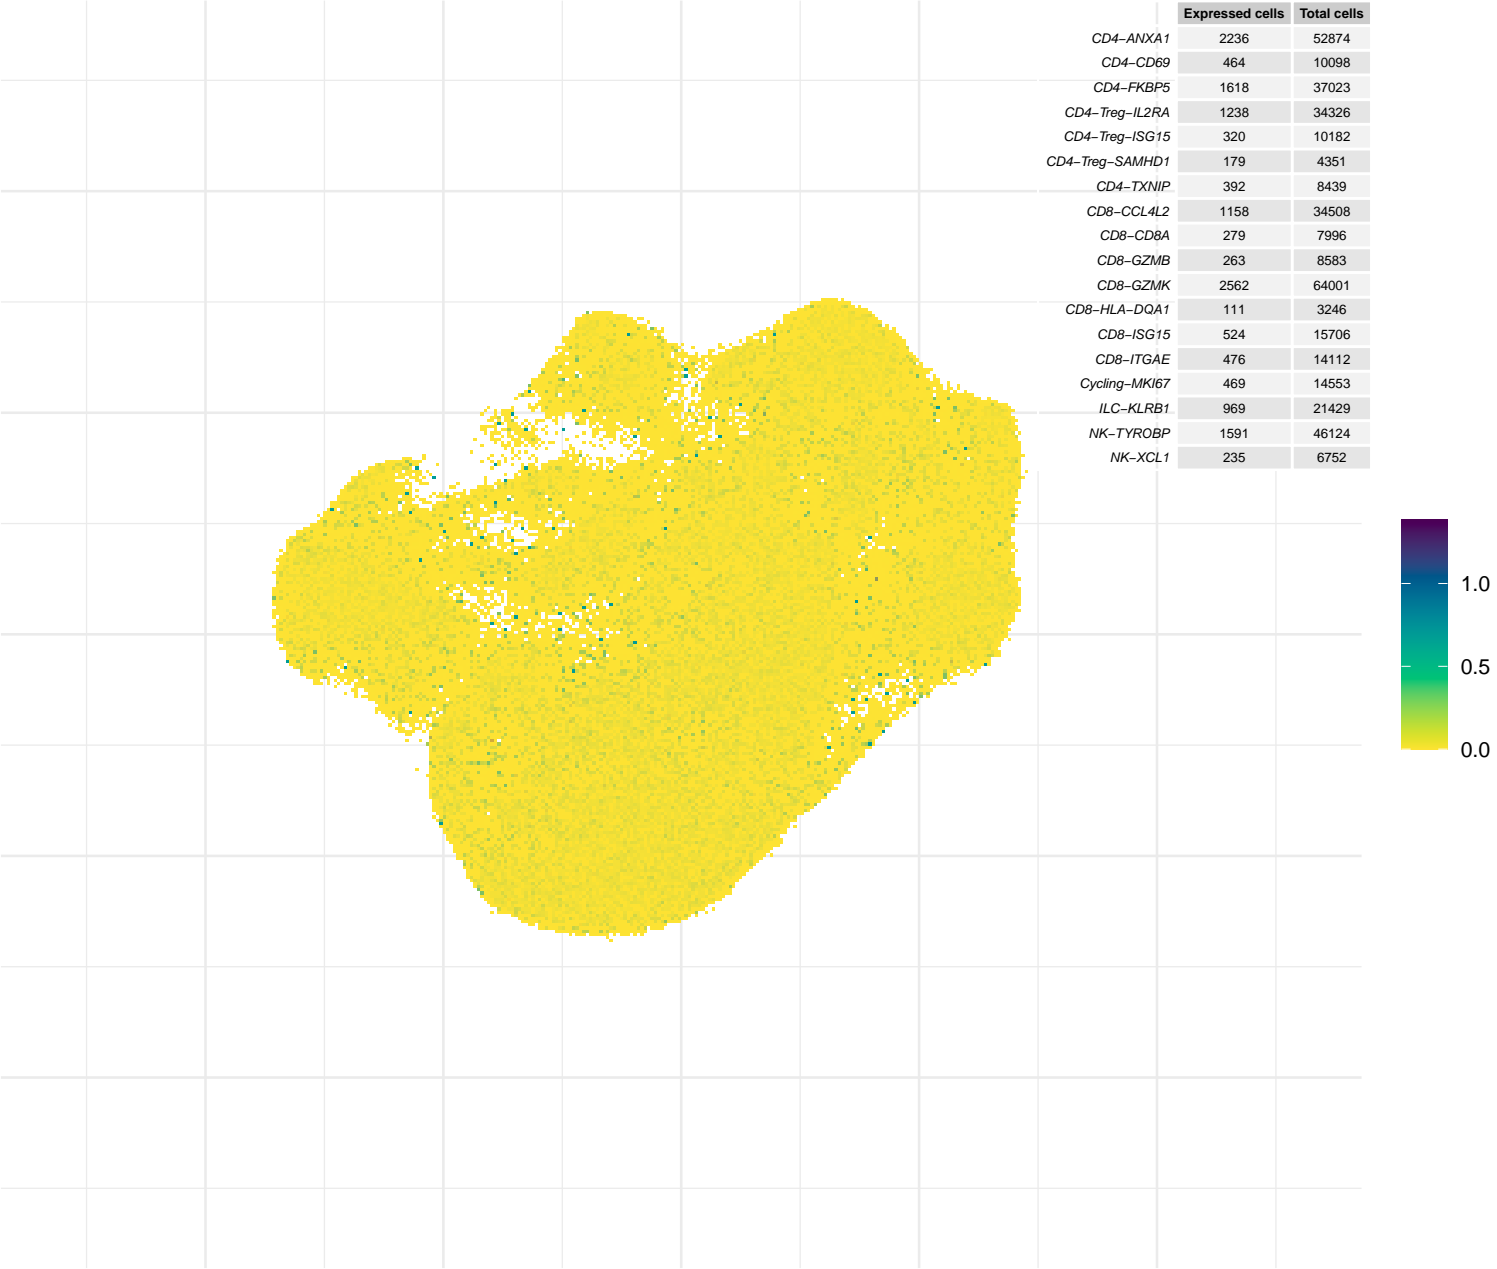 Expressed cells Total cells
CD4−ANXA1 2236 52874
CD4−CD69 464 10098
CD4−FKBP5 1618 37023
CD4−Treg−IL2RA 1238 34326
CD4−Treg−ISG15 320 10182
CD4−Treg−SAMHD1 179 4351
CD4−TXNIP 392 8439
CD8−CCL4L2 1158 34508
CD8−CD8A 279 7996
CD8−GZMB 263 8583
CD8−GZMK 2562 64001
CD8−HLA−DQA1 111 3246
CD8−ISG15 524 15706
CD8−ITGAE 476 14112
Cycling−MKI67 469 14553
ILC−KLRB1 969 21429
NK−TYROBP 1591 46124
NK−XCL1 235 6752
1.0
0.5
0.0